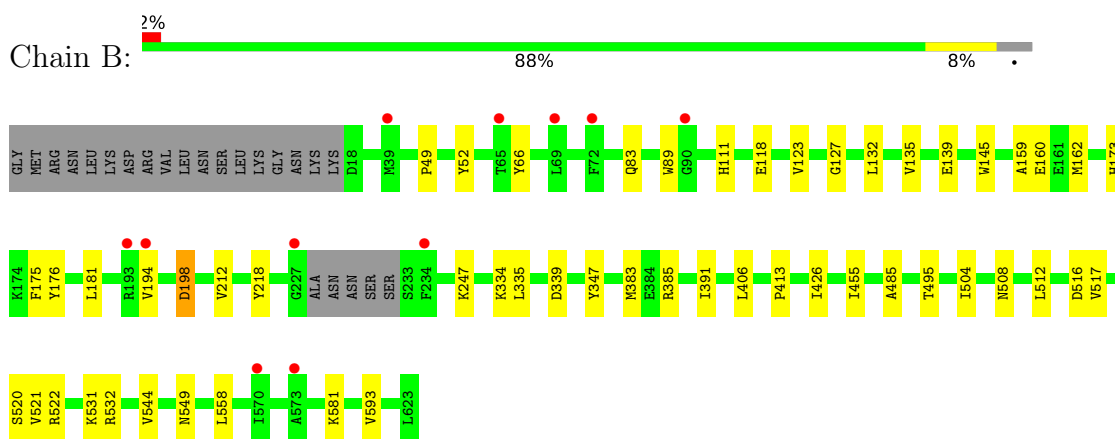 2%
Chain B:
88% 8% •
GLY MET ARG ASN LEU LYS ASP ARG VAL LEU ASN SER LEU LYS GLY ASN LYS LYS D18 M39 P49 Y52 T65 Y66 L69 F72 Q83 W89 G90 H111 E118 V123 G127 L132 V135 E139 W145 A159 E160 E161 M162 H173
K174 F175 Y176 L181 R193 V194 D198 V212 Y218 G227 ALA ASN ASN SER SER S233 F234 K247 K334 L335 D339 Y347 M383 E384 R385 I391 L406 P413 I426 I455 A485 T495 I504 N508 L512 D516 V517
S520 V521 R522 K531 R532 V544 N549 L558 I570 A573 K581 V593 L623